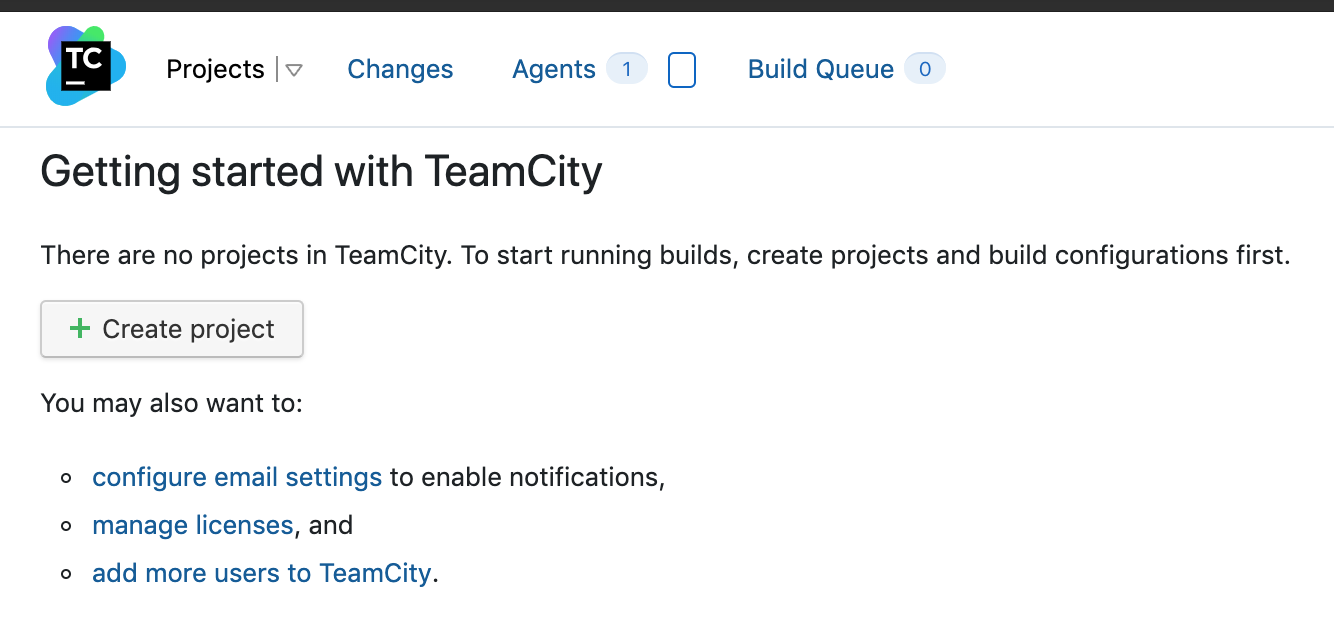 TC
Projects Changes Agents 1 Build Queue 0
Getting started with TeamCity
There are no projects in TeamCity. To start running builds, create projects and build configurations first.
+ Create project
You may also want to:
configure email settings to enable notifications,
manage licenses, and
add more users to TeamCity.